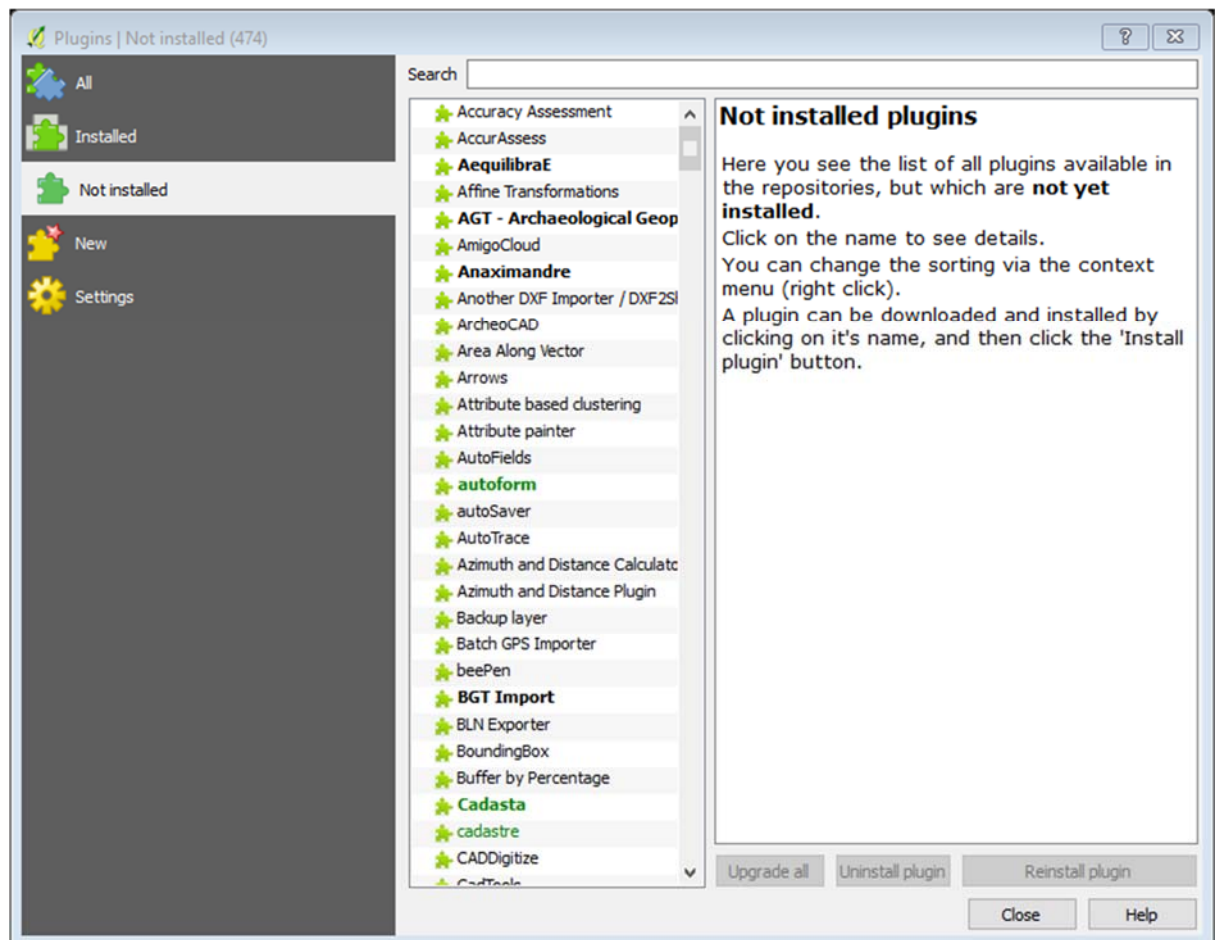 Plugins | Not installed (474)
All
Installed
Not installed
New
Settings
Search
Accuracy Assessment
AccurAssess
AequilibraE
Affine Transformations
AGT - Archaeological Geop
AmigoCloud
Anaximandre
Another DXF Importer / DXF2Sl
ArcheoCAD
Area Along Vector
Arrows
Attribute based clustering
Attribute painter
AutoFields
autoform
autoSaver
AutoTrace
Azimuth and Distance Calculatc
Azimuth and Distance Plugin
Backup layer
Batch GPS Importer
beePen
BGT Import
BLN Exporter
BoundingBox
Buffer by Percentage
Cadasta
cadastre
CADDigitize
CadTools
Not installed plugins
Here you see the list of all plugins available in
the repositories, but which are not yet
installed.
Click on the name to see details.
You can change the sorting via the context
menu (right click).
A plugin can be downloaded and installed by
clicking on it's name, and then click the 'Install
plugin' button.
Upgrade all
Uninstall plugin
Reinstall plugin
Close
Help